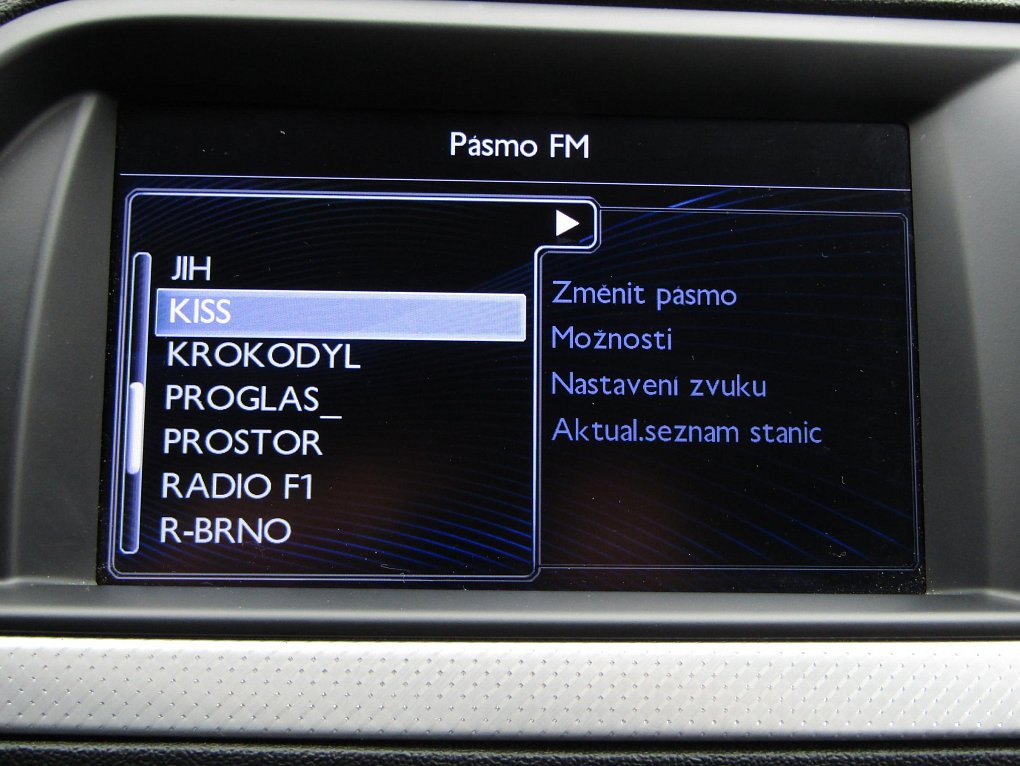 Pásmo FM
JIH
KISS
KROKODYL
PROGLAS_
PROSTOR
RADIO F1
R-BRNO
Změnit pásmo
Možnosti
Nastavení zvuku
Aktual.seznam stanic